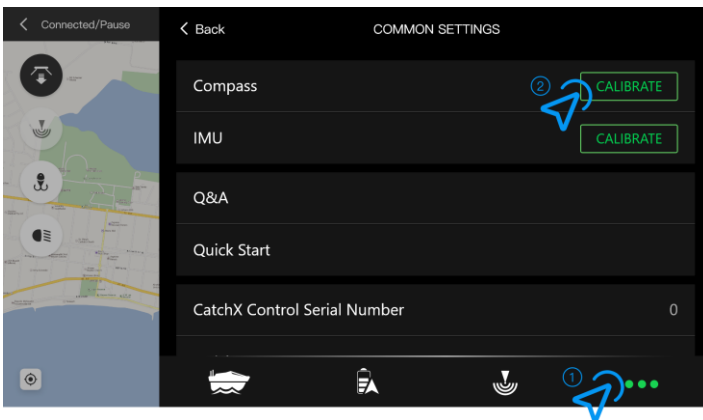 Connected/Pause
Back
COMMON SETTINGS
Compass
2
CALIBRATE
IMU
CALIBRATE
Q&A
Quick Start
CatchX Control Serial Number
0
1